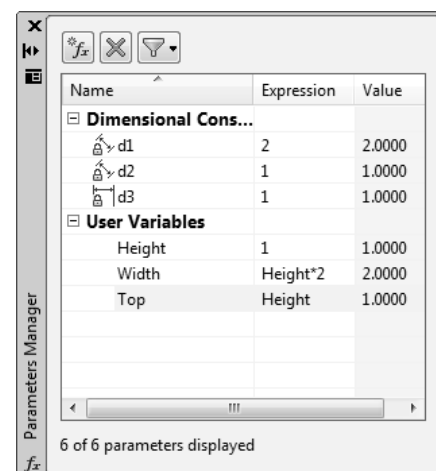 fx
Name Expression Value
Dimensional Cons...
d1 2 2.0000
d2 1 1.0000
d3 1 1.0000
User Variables
Height 1 1.0000
Width Height*2 2.0000
Top Height 1.0000
6 of 6 parameters displayed
Parameters Manager
fx